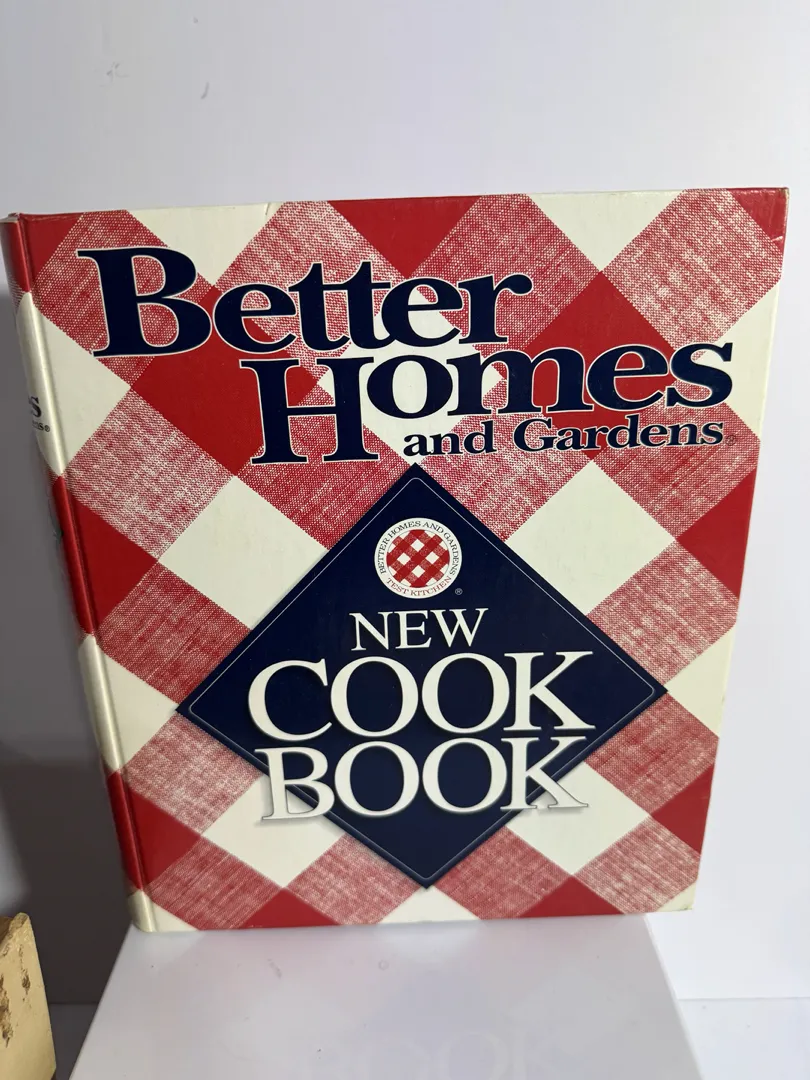 Better
Homes
and Gardens®
BETTER HOMES AND GARDENS
TEST KITCHEN
®
NEW
COOK
BOOK